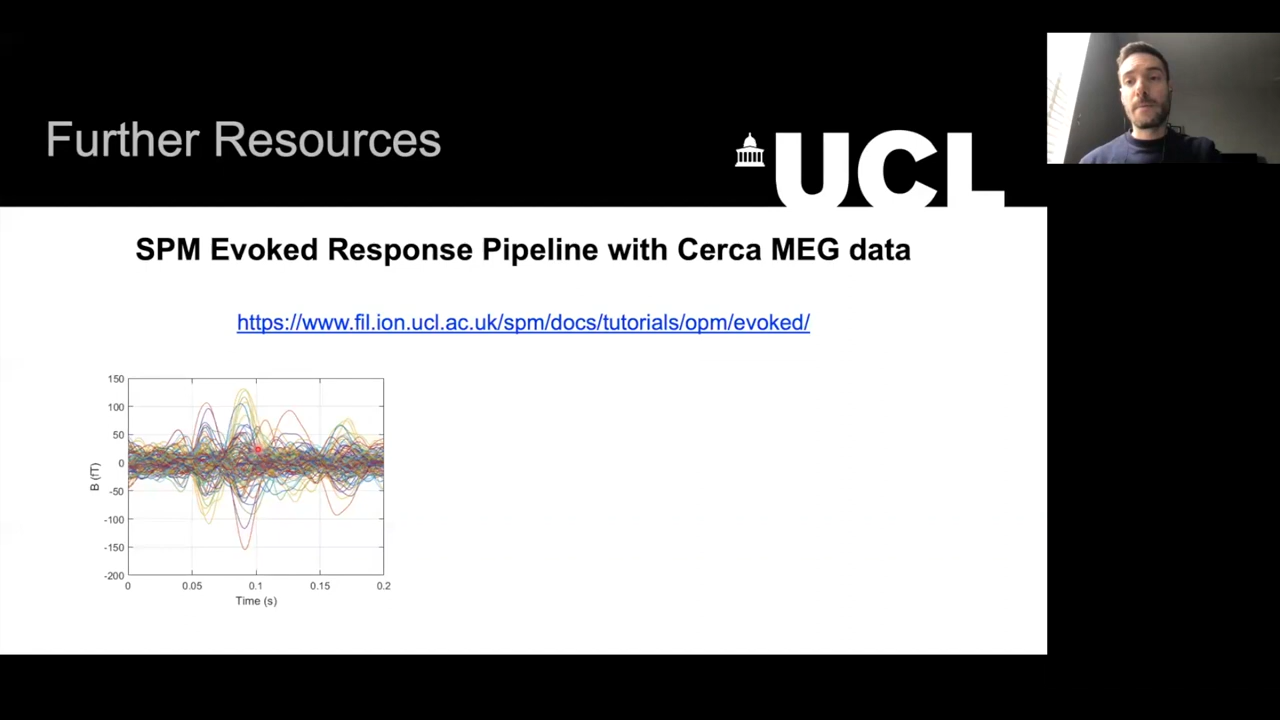 Further Resources
UCL
SPM Evoked Response Pipeline with Cerca MEG data
https://www.fil.ion.ucl.ac.uk/spm/docs/tutorials/opm/evoked/
150
100
50
0
-50
-100
-150
-200
B (fT)
0 0.05 0.1 0.15 0.2
Time (s)